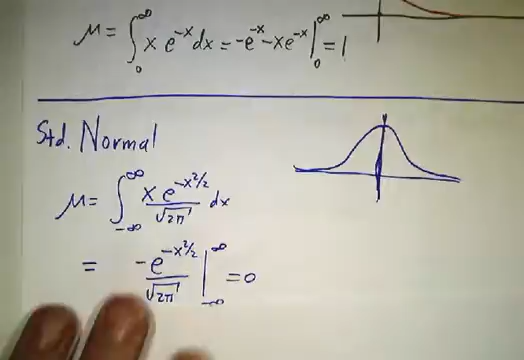 μ = ∫₀^∞ x e^{-x} dx = -e^{-x} - xe^{-x} |₀^∞ = 1
Std. Normal
μ = ∫_{-∞}^∞ x e^{-x²/2} / √2π dx
= -e^{-x²/2} / √2π |_{-∞}^∞ = 0